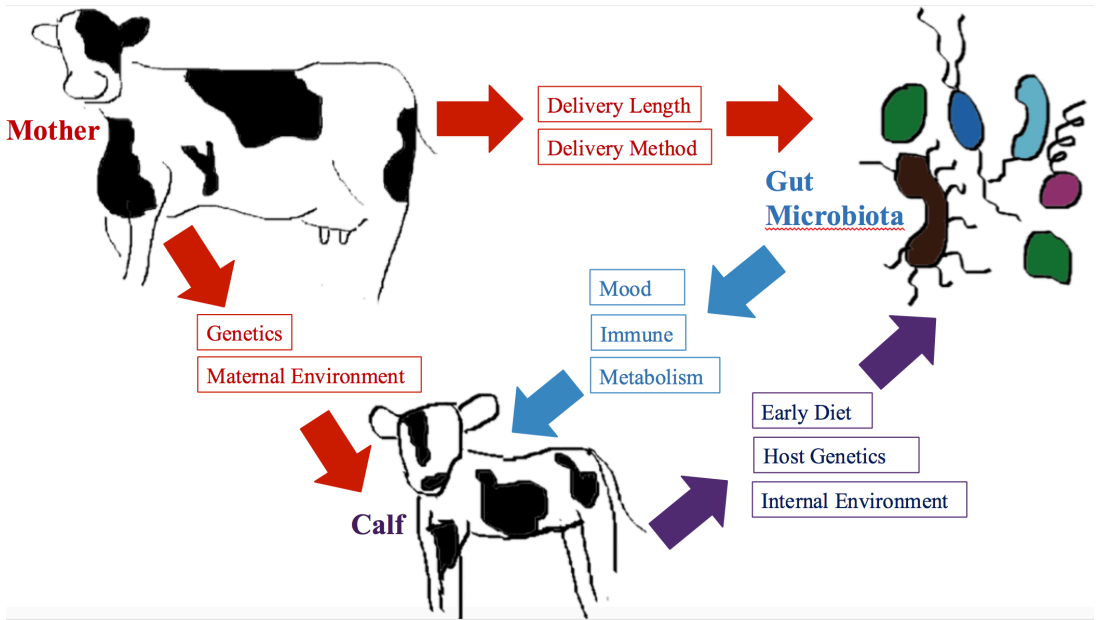 Mother
Delivery Length
Delivery Method
Gut
Microbiota
Mood
Immune
Metabolism
Genetics
Maternal Environment
Calf
Early Diet
Host Genetics
Internal Environment